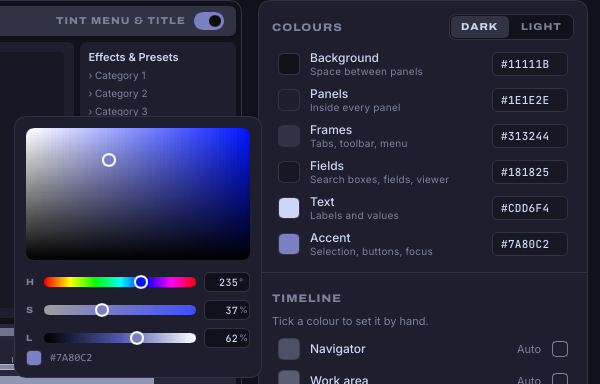 TINT MENU & TITLE
Effects & Presets
› Category 1
› Category 2
› Category 3
H 235°
S 37%
L 62%
#7A80C2
COLOURS
DARK LIGHT
Background #11111B
Space between panels
Panels #1E1E2E
Inside every panel
Frames #313244
Tabs, toolbar, menu
Fields #181825
Search boxes, fields, viewer
Text #CDD6F4
Labels and values
Accent #7A80C2
Selection, buttons, focus
TIMELINE
Tick a colour to set it by hand.
Navigator Auto
Work area Auto